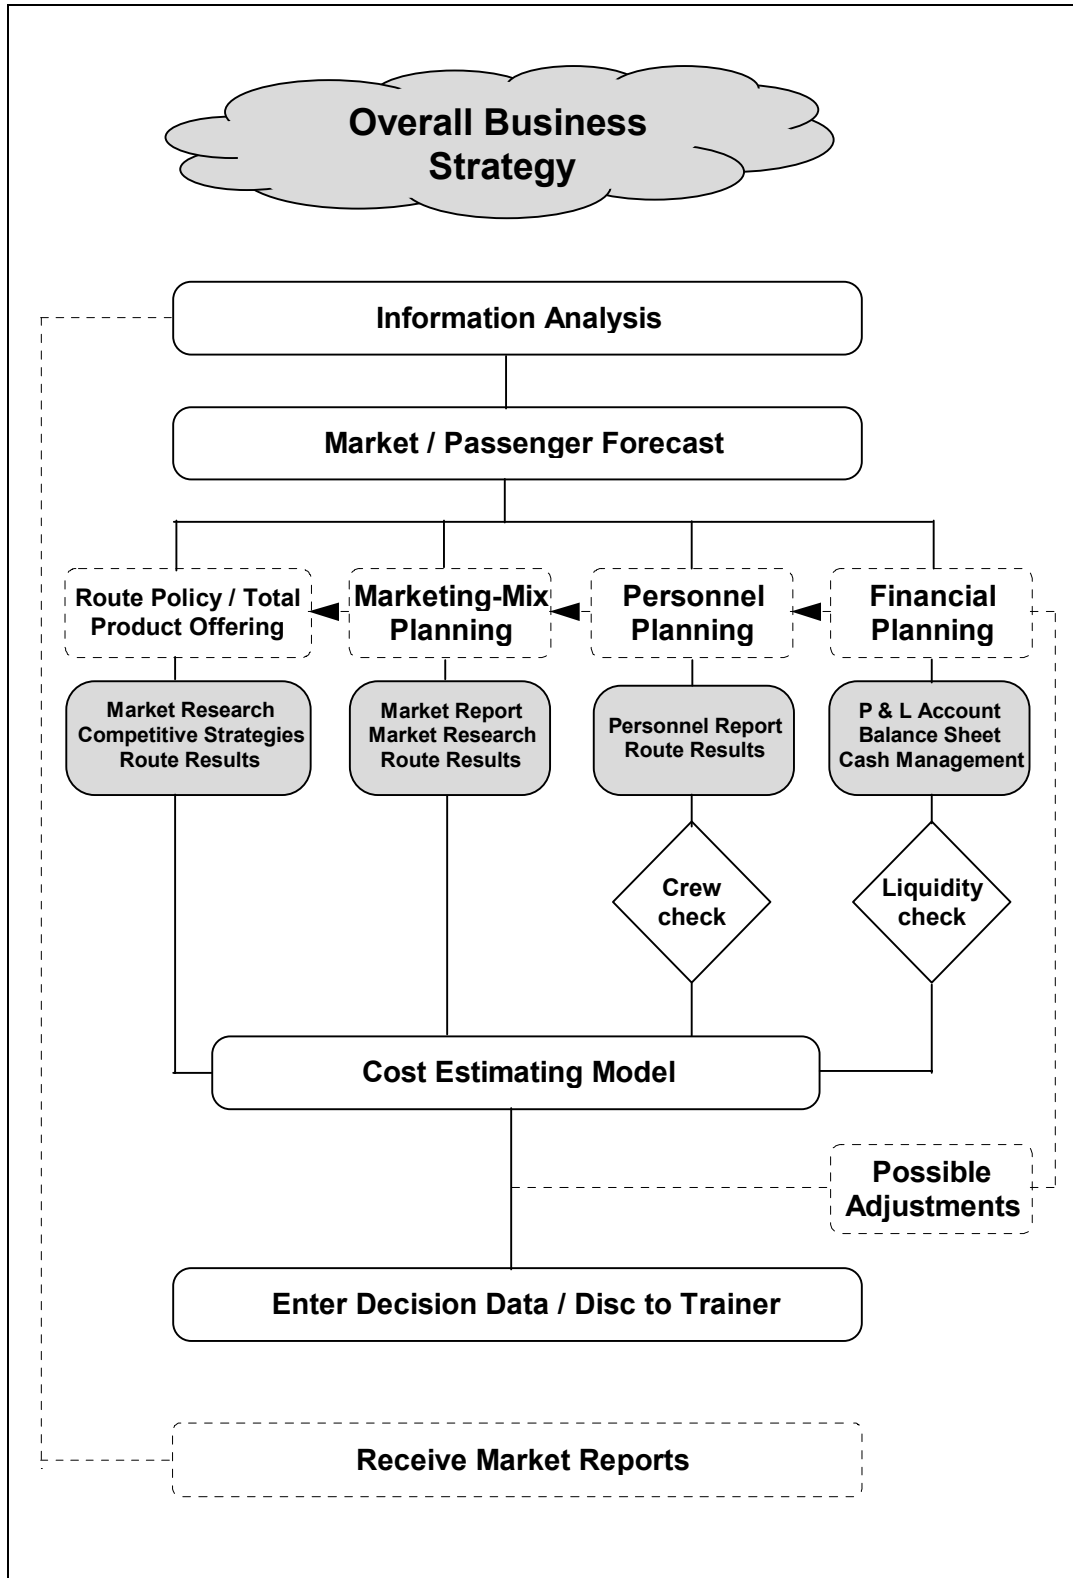 Overall Business
Strategy
Information Analysis
Market / Passenger Forecast
Route Policy / Total
Product Offering
Marketing-Mix
Planning
Personnel
Planning
Financial
Planning
Market Research
Competitive Strategies
Route Results
Market Report
Market Research
Route Results
Personnel Report
Route Results
P & L Account
Balance Sheet
Cash Management
Crew
check
Liquidity
check
Cost Estimating Model
Possible
Adjustments
Enter Decision Data / Disc to Trainer
Receive Market Reports